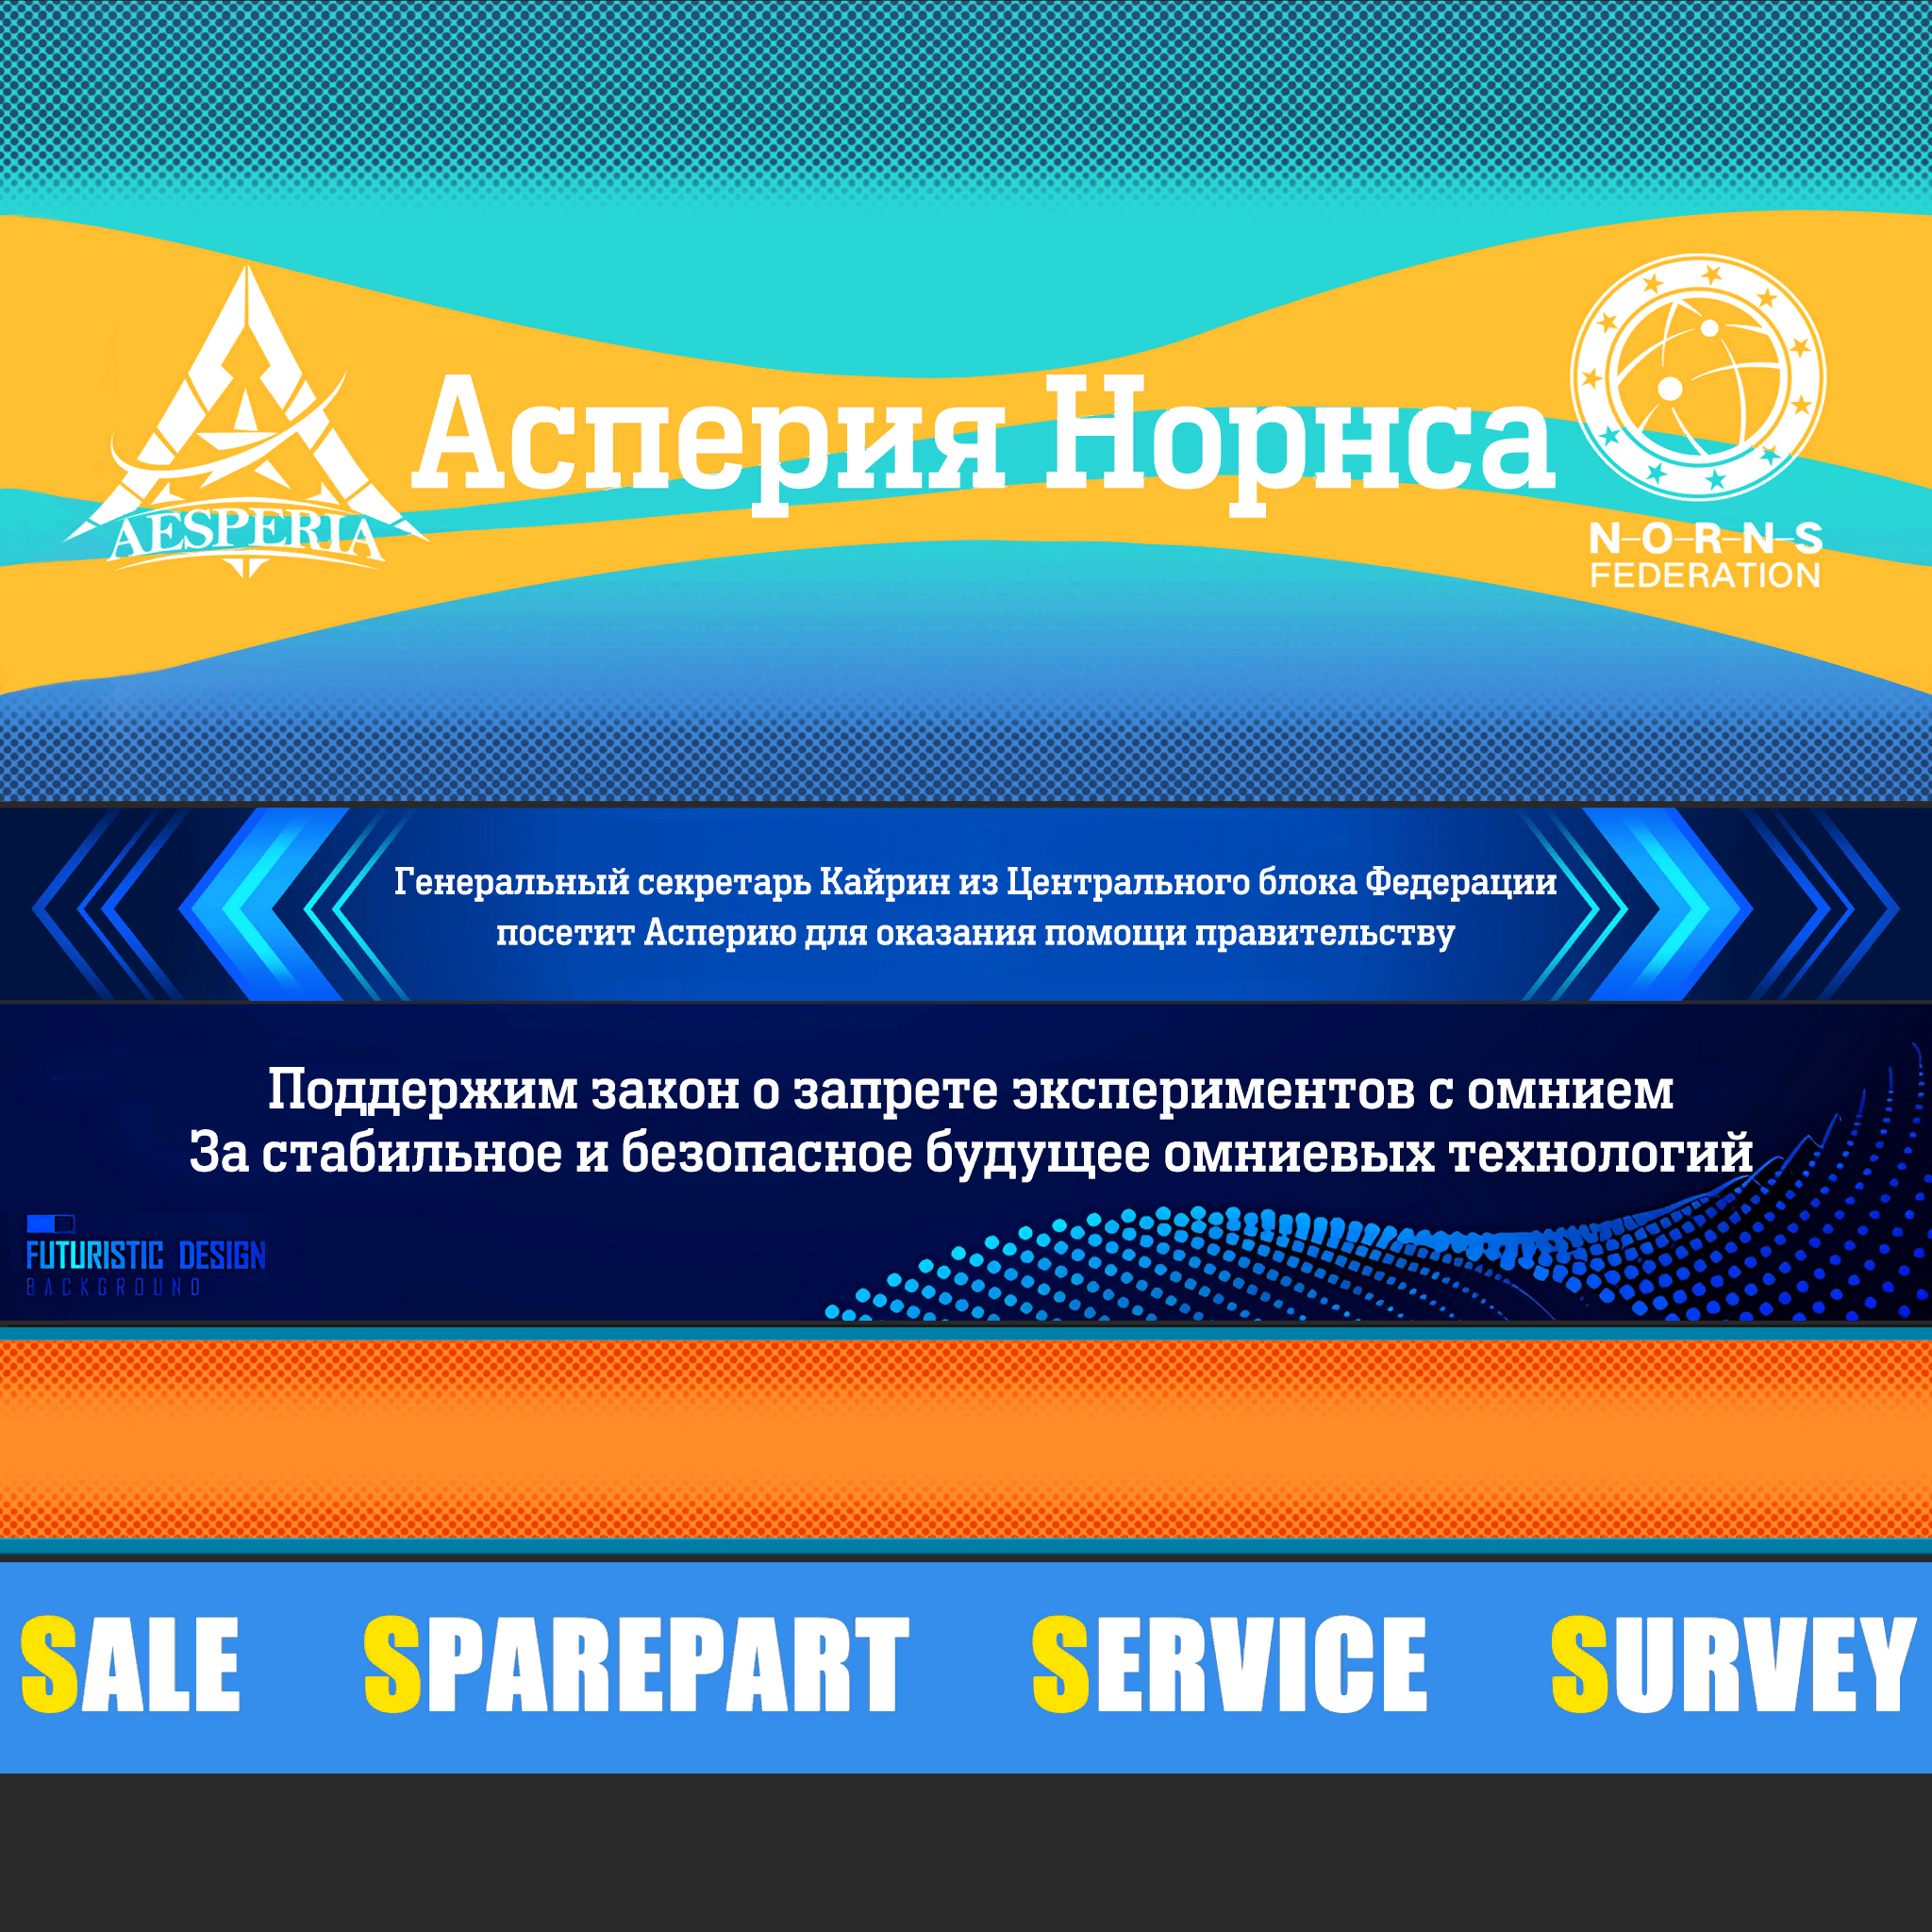 Асперия Норнса
AESPERIA
N-O-R-N-S
FEDERATION
Генеральный секретарь Кайрин из Центрального блока Федерации
посетит Асперию для оказания помощи правительству
Поддержим закон о запрете экспериментов с омнием
За стабильное и безопасное будущее омниевых технологий
FUTURISTIC DESIGN
BACKGROUND
SALE SPAREPART SERVICE SURVEY